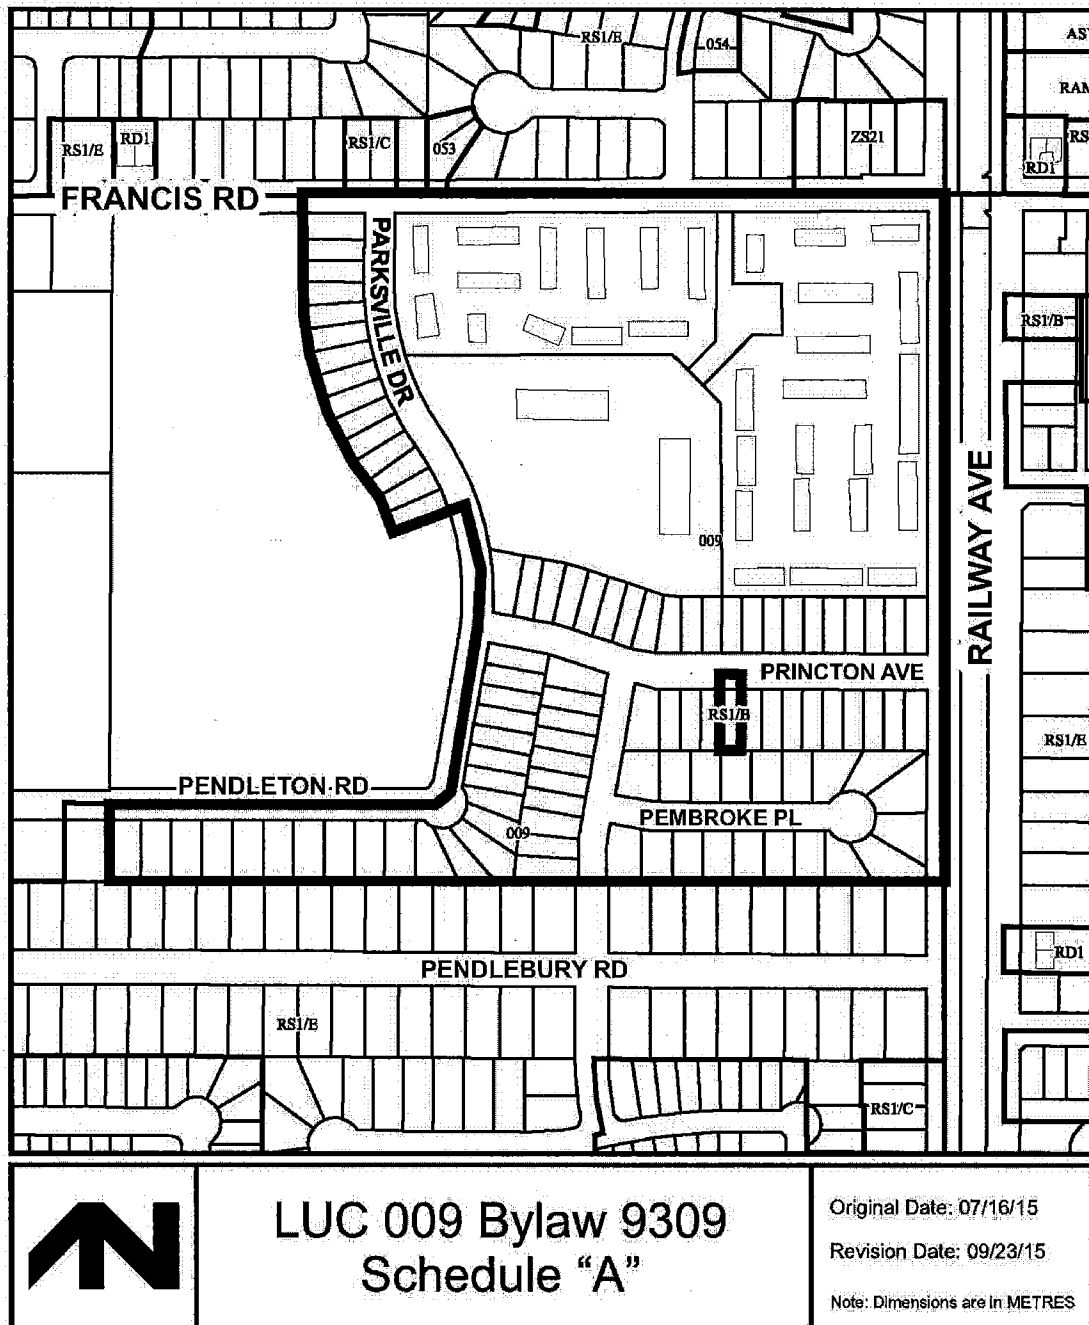 RS1/E
054
AS
RAM
RS1/E
RD1
RS1/C
053
ZS21
RS
RD1
FRANCIS RD
PARKSVILLE DR
RS1/B
RAILWAY AVE
009
PRINCTON AVE
RS1/B
RS1/E
PENDLETON RD
PEMBROKE PL
009
RD1
PENDLEBURY RD
RS1/E
RS1/C
LUC 009 Bylaw 9309
Schedule “A”
Original Date: 07/16/15
Revision Date: 09/23/15
Note: Dimensions are in METRES